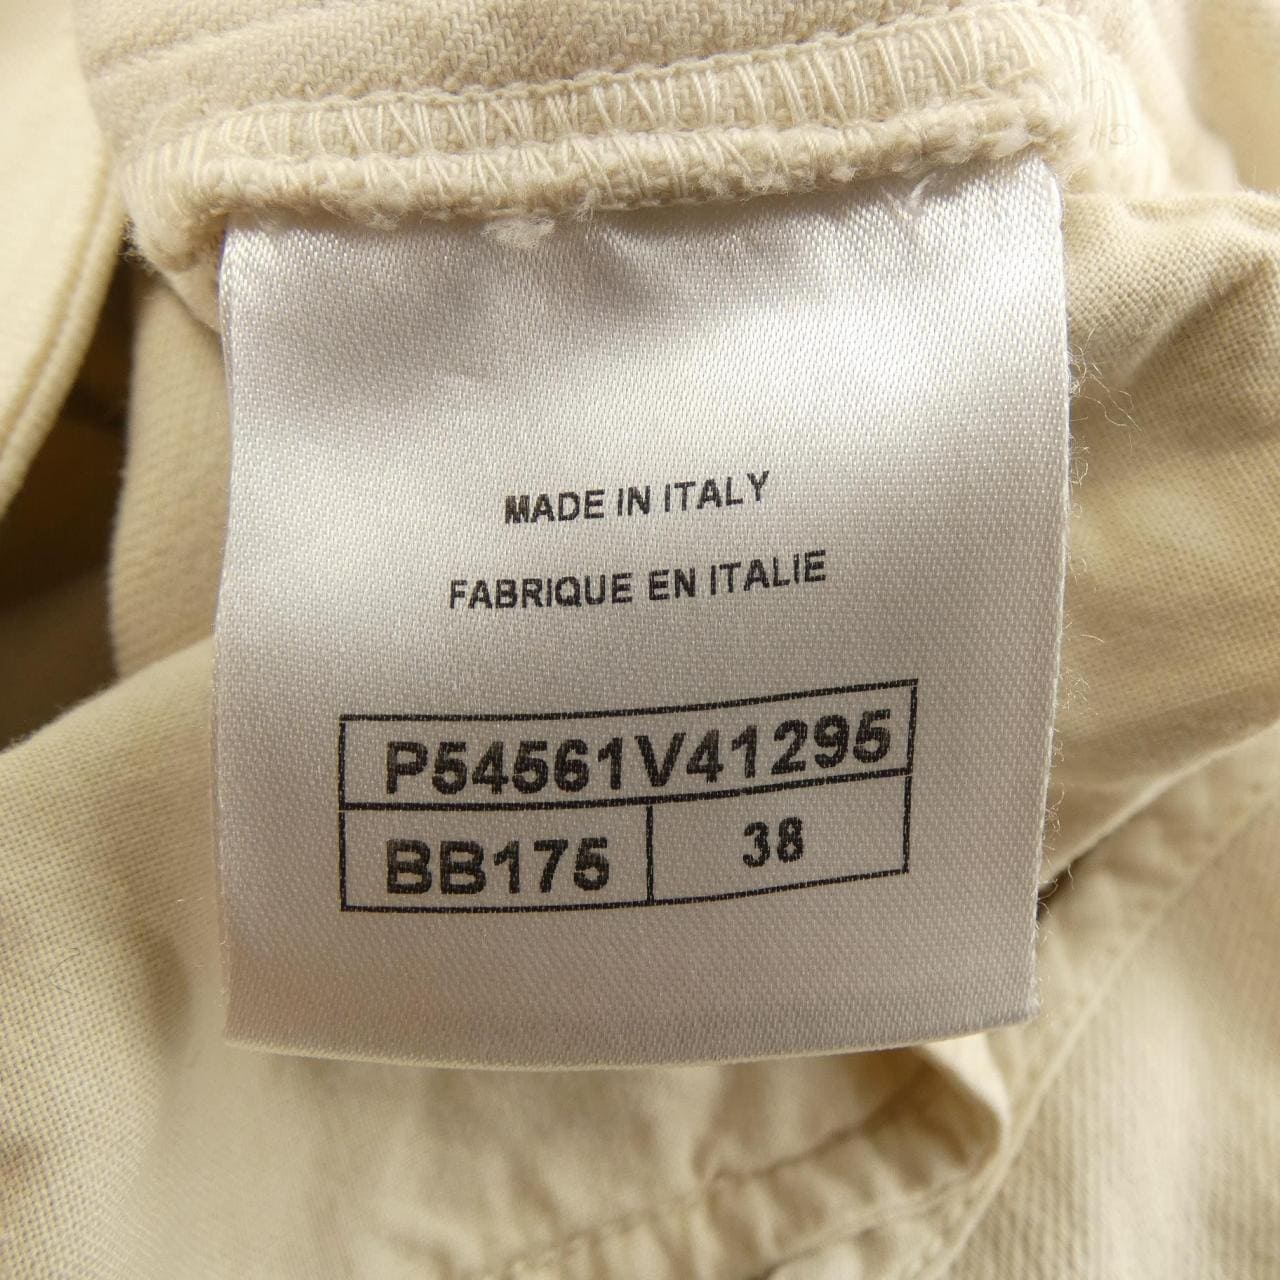 MADE IN ITALY
FABRIQUE EN ITALIE
P54561V41295
BB175 38